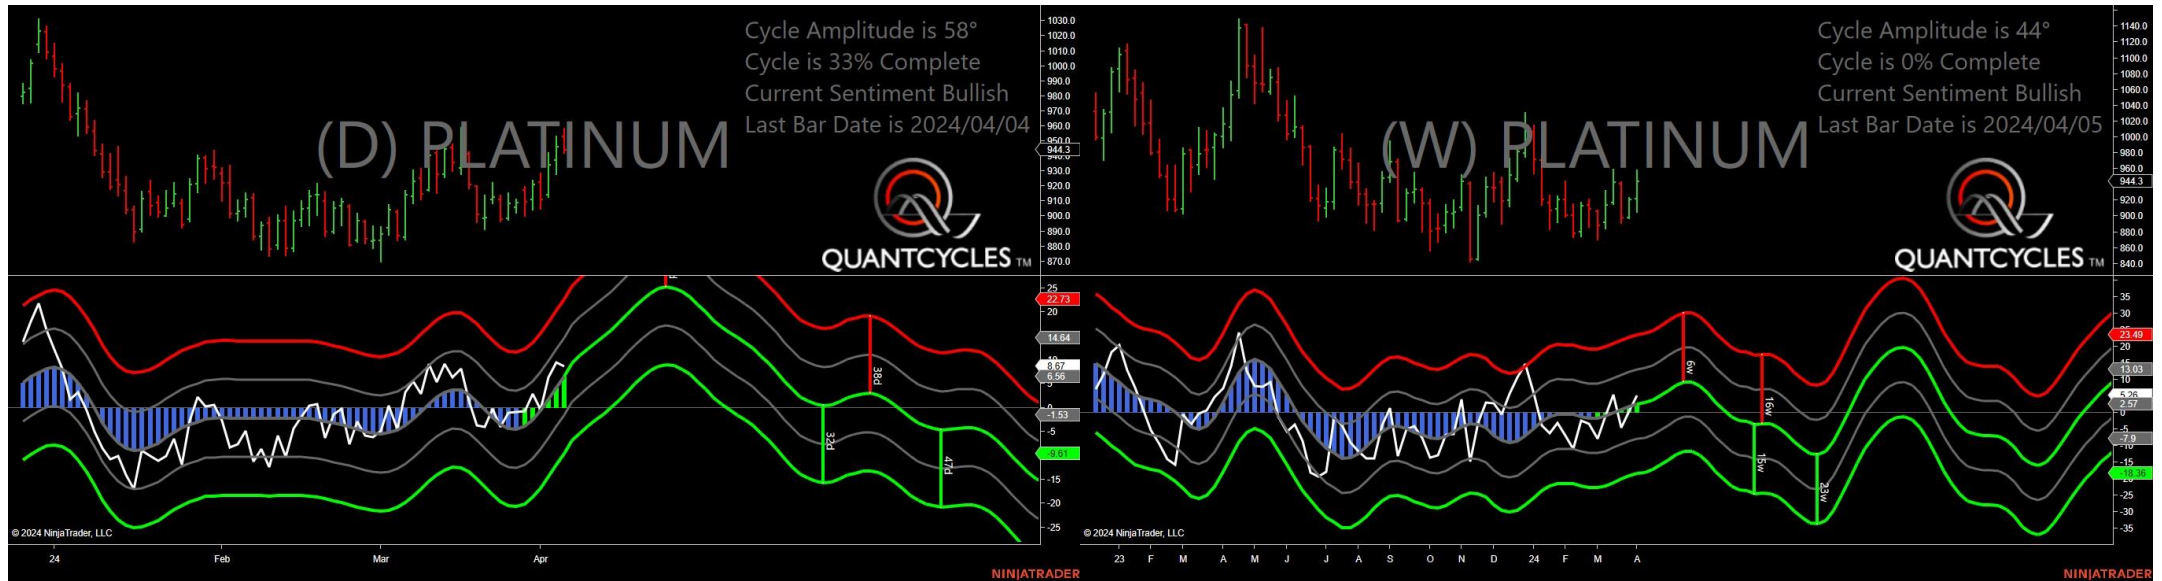 Cycle Amplitude is 58°
Cycle is 33% Complete
Current Sentiment Bullish
Last Bar Date is 2024/04/04
(D) PLATINUM
QUANTCYCLES TM
1030.0
1020.0
1010.0
1000.0
990.0
980.0
970.0
960.0
950.0
944.3
940.0
930.0
920.0
910.0
900.0
890.0
880.0
870.0
25
22.73
20
14.64
10
8.67
6.56
5
0
-1.53
-5
-9.61
-15
-20
-25
38d
32d
47d
© 2024 NinjaTrader, LLC
24 Feb Mar Apr
NINJATRADER
Cycle Amplitude is 44°
Cycle is 0% Complete
Current Sentiment Bullish
Last Bar Date is 2024/04/05
(W) PLATINUM
QUANTCYCLES TM
1140.0
1120.0
1100.0
1080.0
1060.0
1040.0
1020.0
1000.0
980.0
960.0
944.3
920.0
900.0
880.0
860.0
840.0
35
30
23.49
20
15
13.03
10
5.26
2.57
0
-5
-7.9
-10
-15
-18.36
-25
-30
-35
6w
16w
15w
23w
© 2024 NinjaTrader, LLC
23 F M A M J J A S O N D 24 F M A
NINJATRADER